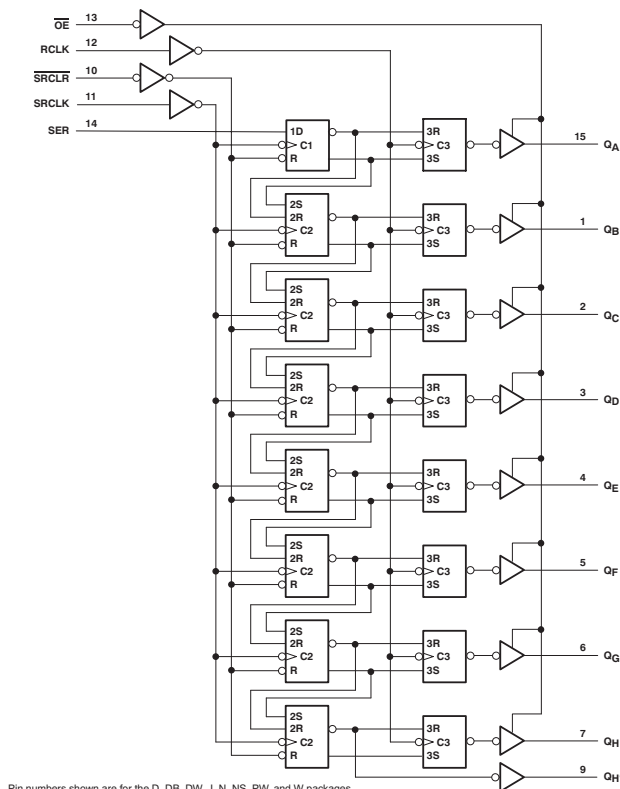 OE 13
RCLK 12
SRCLR 10
SRCLK 11
SER 14
1D 3R
C1 C3 15 QA
R 3S
2S
2R 3R
C2 C3 1 QB
R 3S
2S
2R 3R
C2 C3 2 QC
R 3S
2S
2R 3R
C2 C3 3 QD
R 3S
2S
2R 3R
C2 C3 4 QE
R 3S
2S
2R 3R
C2 C3 5 QF
R 3S
2S
2R 3R
C2 C3 6 QG
R 3S
2S
2R 3R
C2 C3 7 QH
R 3S
9 QH
Pin numbers shown are for the D, DB, DW, J, N, NS, PW, and W packages